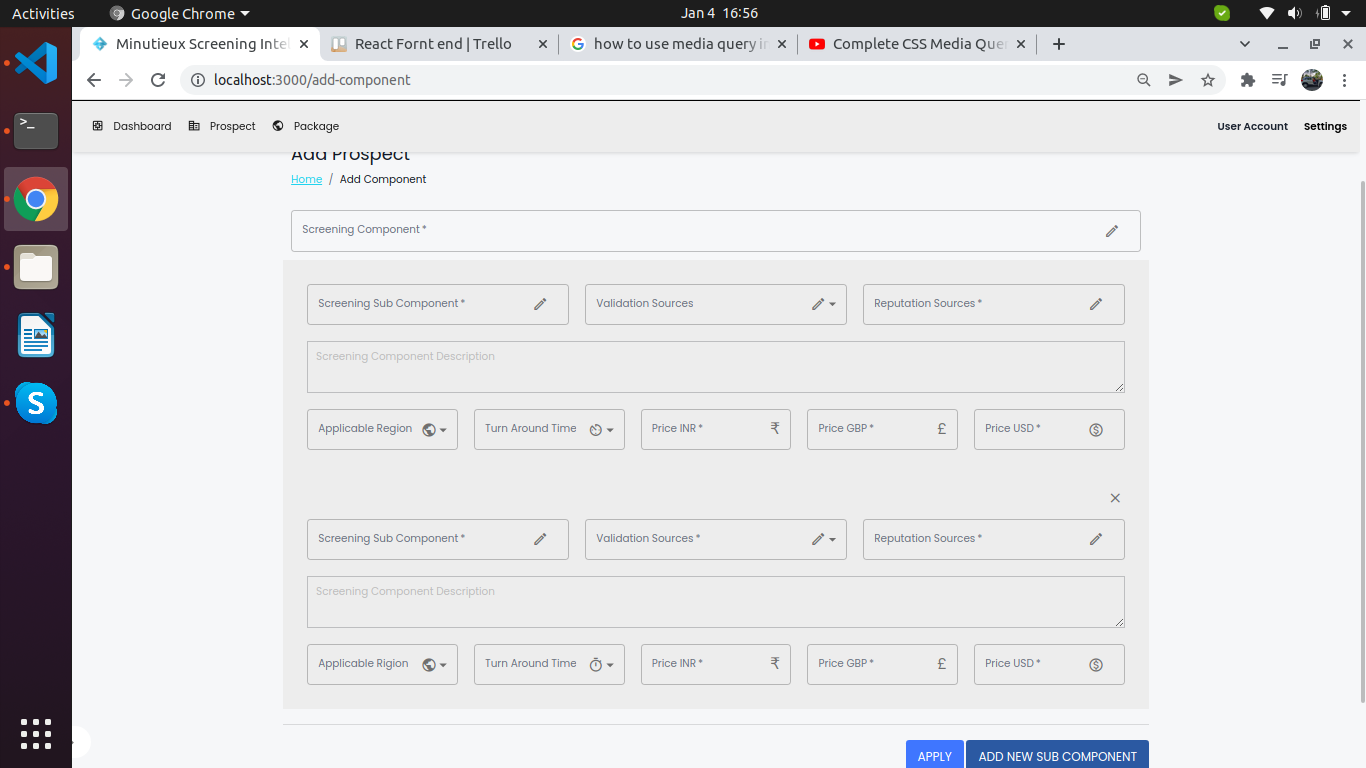 Activities Google Chrome Jan 4 16:56
Minutieux Screening Intel React Fornt end | Trello how to use media query in Complete CSS Media Que
localhost:3000/add-component
Dashboard Prospect Package User Account Settings
Add Prospect
Home / Add Component
Screening Component *
Screening Sub Component * Validation Sources Reputation Sources *
Screening Component Description
Applicable Region Turn Around Time Price INR * ₹ Price GBP * £ Price USD * $
×
Screening Sub Component * Validation Sources * Reputation Sources *
Screening Component Description
Applicable Rigion Turn Around Time Price INR * ₹ Price GBP * £ Price USD * $
APPLY ADD NEW SUB COMPONENT